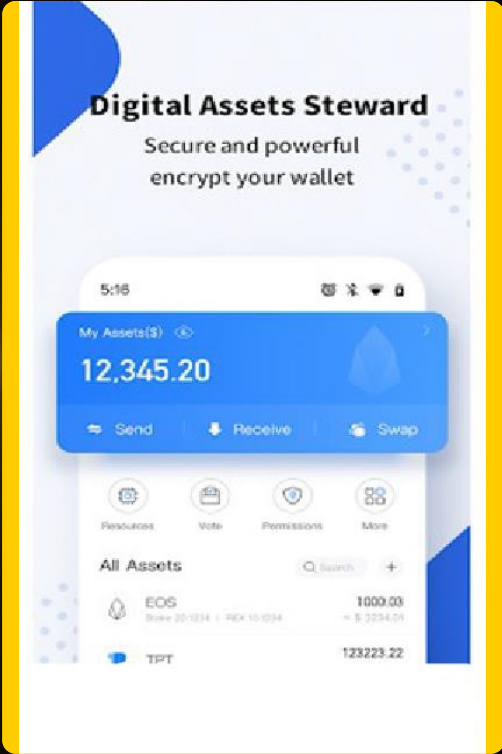 Digital Assets Steward
Secure and powerful
encrypt your wallet
5:16
My Assets($)
12,345.20
Send
Receive
Swap
Resources
Vote
Permissions
More
All Assets
Search
EOS
1000.03
TPT
123223.22